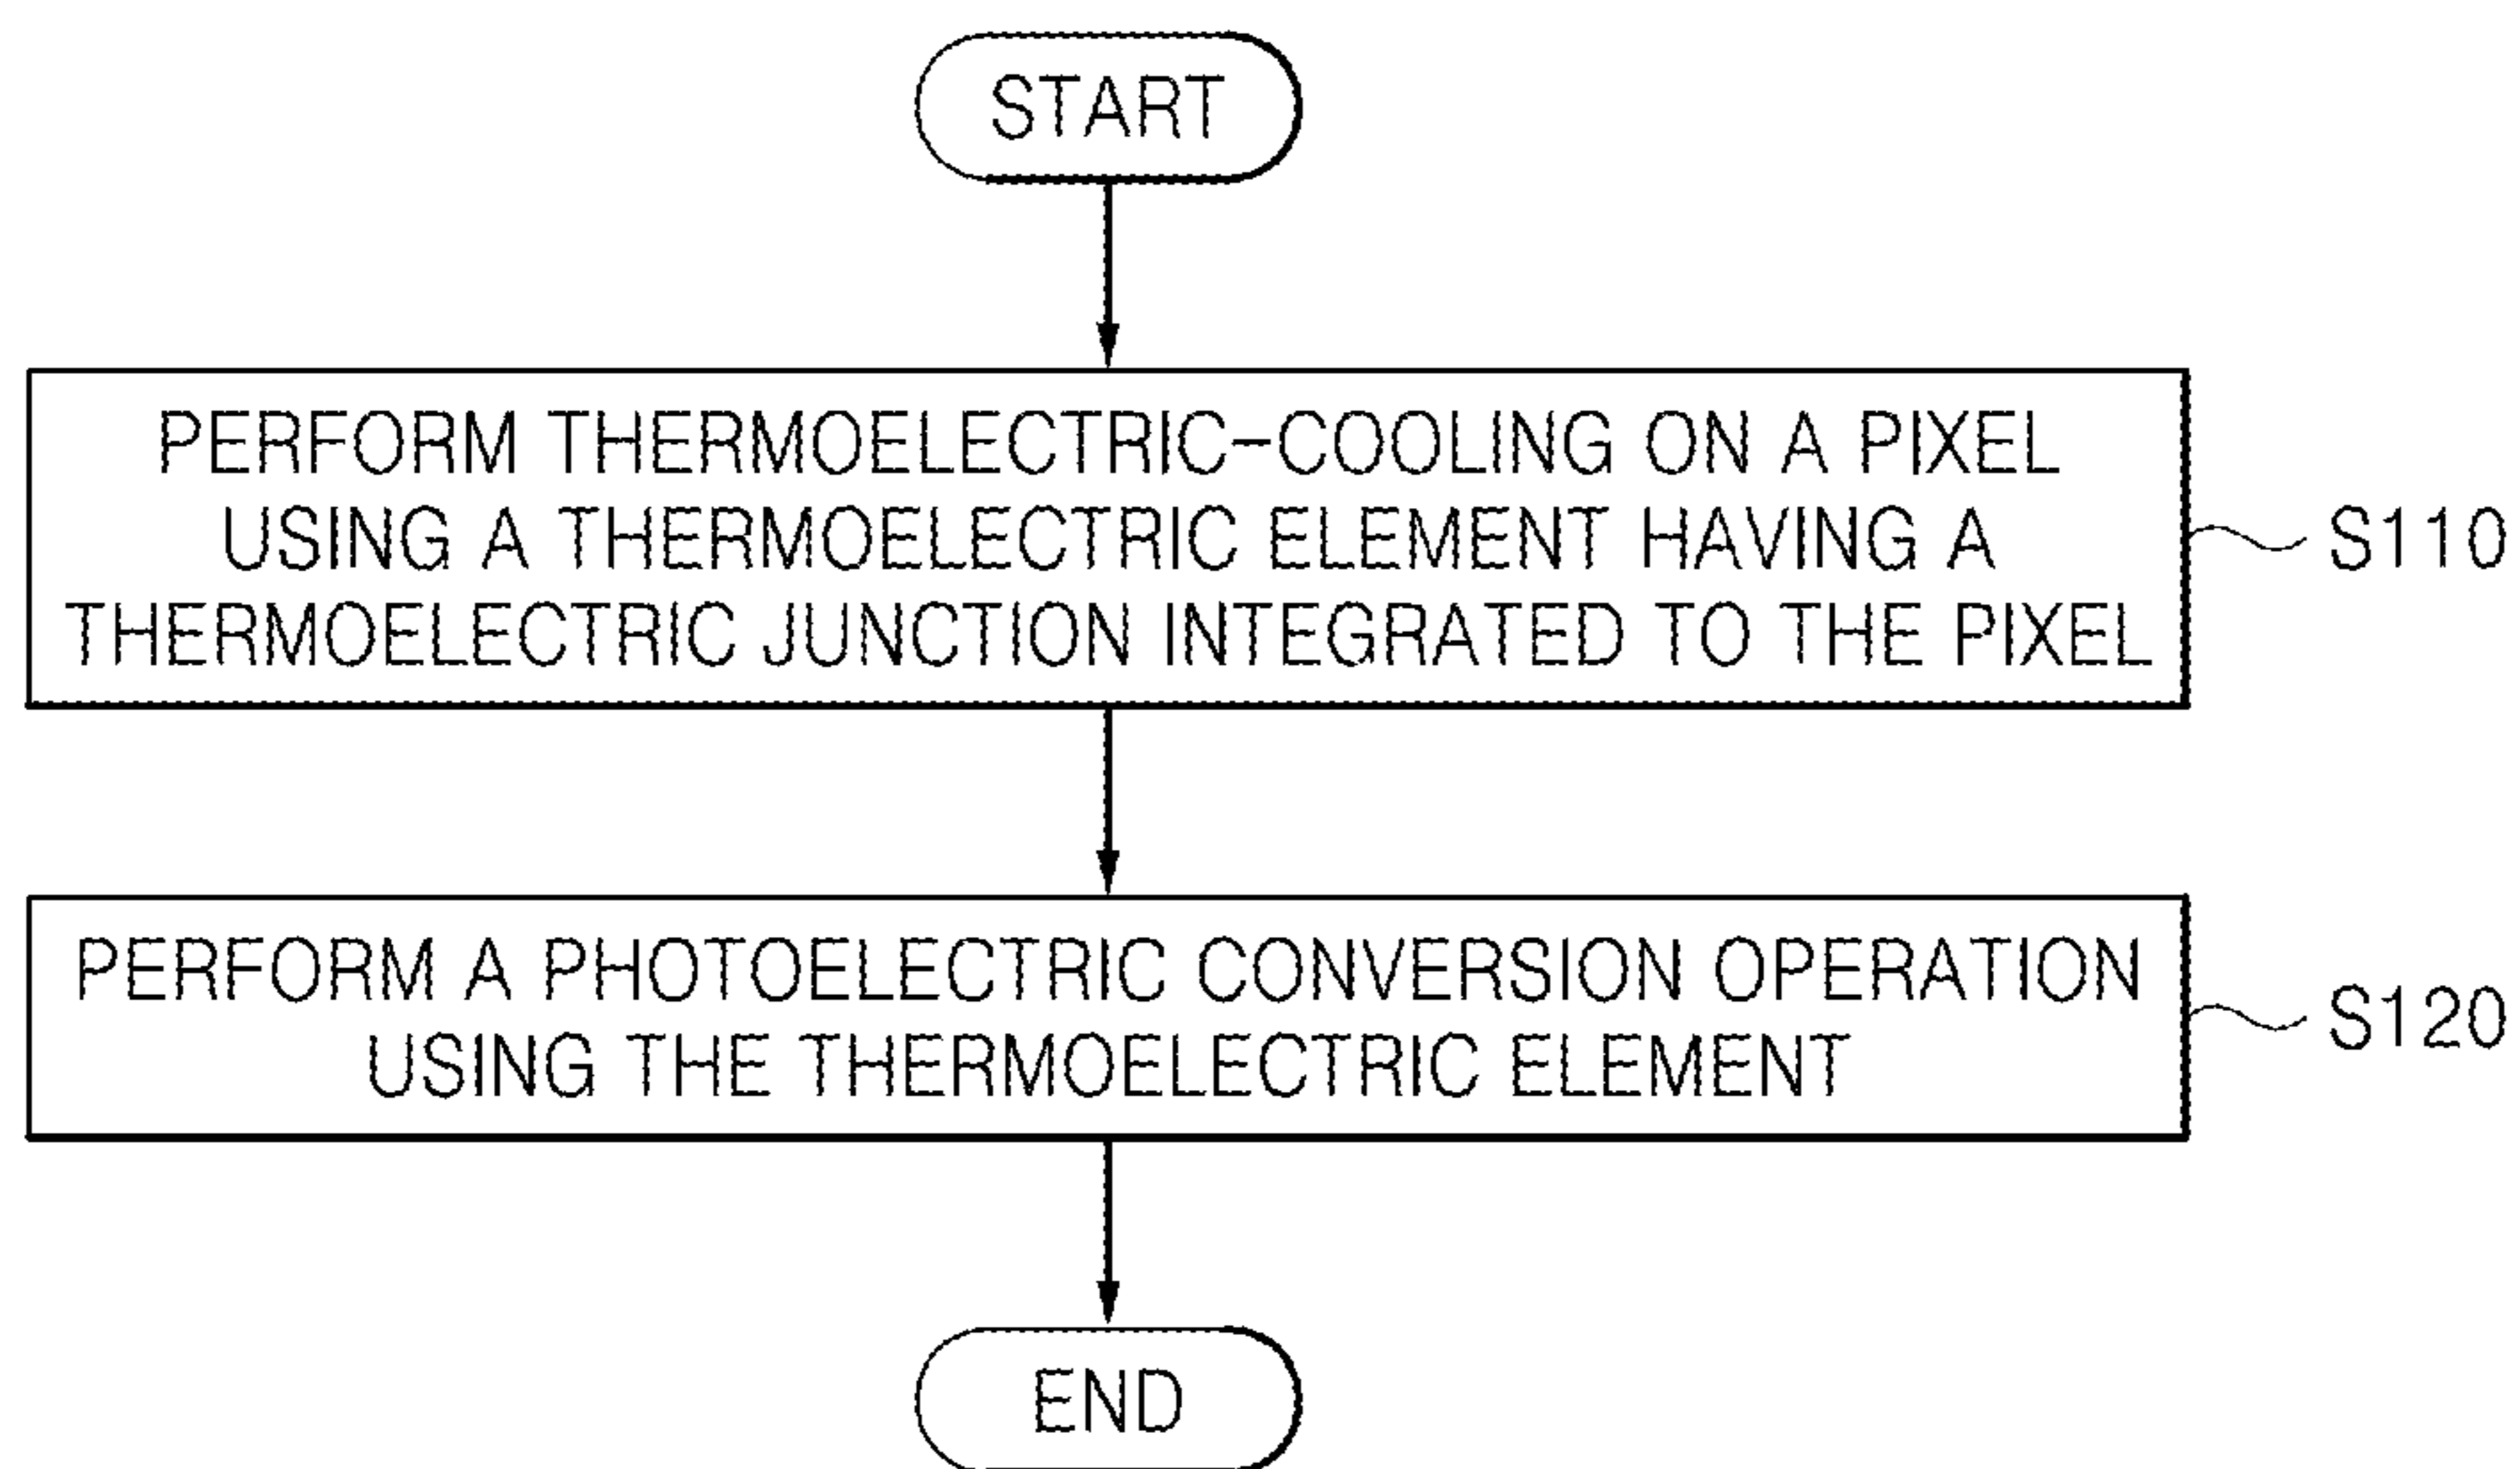 START
PERFORM THERMOELECTRIC-COOLING ON A PIXEL
USING A THERMOELECTRIC ELEMENT HAVING A
THERMOELECTRIC JUNCTION INTEGRATED TO THE PIXEL
S110
PERFORM A PHOTOELECTRIC CONVERSION OPERATION
USING THE THERMOELECTRIC ELEMENT
S120
END